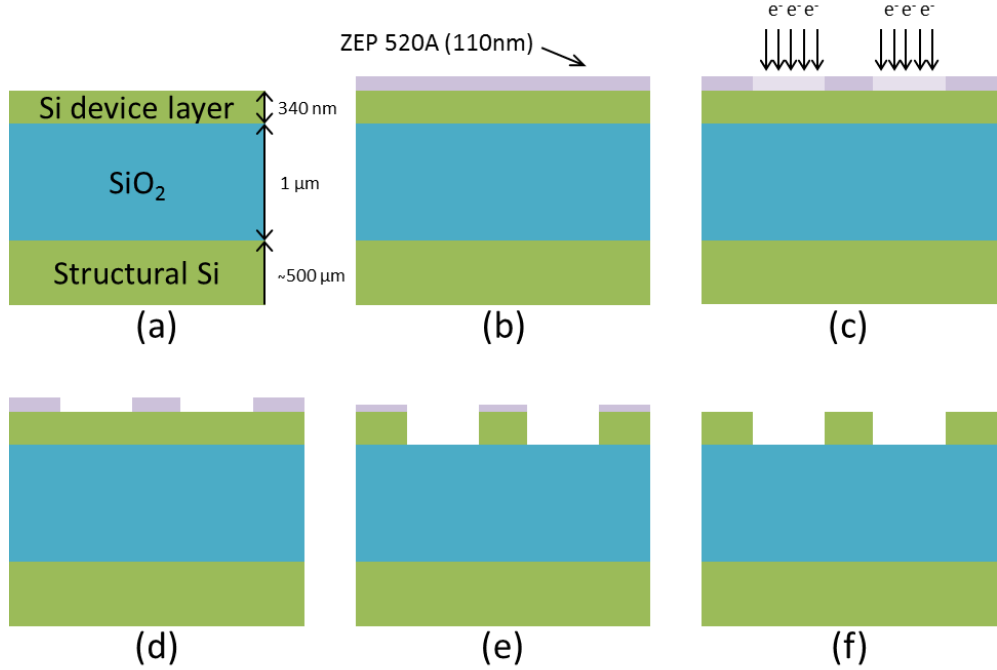 e⁻ e⁻ e⁻ e⁻ e⁻ e⁻
ZEP 520A (110nm)
Si device layer
340 nm
SiO₂
1 μm
Structural Si
~500 μm
(a)
(b)
(c)
(d)
(e)
(f)